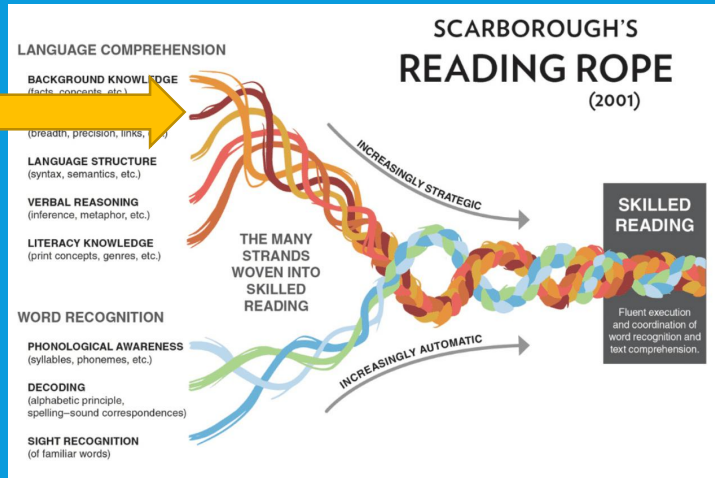 SCARBOROUGH'S
READING ROPE
(2001)
LANGUAGE COMPREHENSION
BACKGROUND KNOWLEDGE
(facts, concepts, etc.)
(breadth, precision, links,
LANGUAGE STRUCTURE
(syntax, semantics, etc.)
VERBAL REASONING
(inference, metaphor, etc.)
LITERACY KNOWLEDGE
(print concepts, genres, etc.)
THE MANY
STRANDS
WOVEN INTO
SKILLED
READING
WORD RECOGNITION
PHONOLOGICAL AWARENESS
(syllables, phonemes, etc.)
DECODING
(alphabetic principle,
spelling–sound correspondences)
SIGHT RECOGNITION
(of familiar words)
INCREASINGLY STRATEGIC
INCREASINGLY AUTOMATIC
SKILLED
READING
Fluent execution
and coordination of
word recognition and
text comprehension.